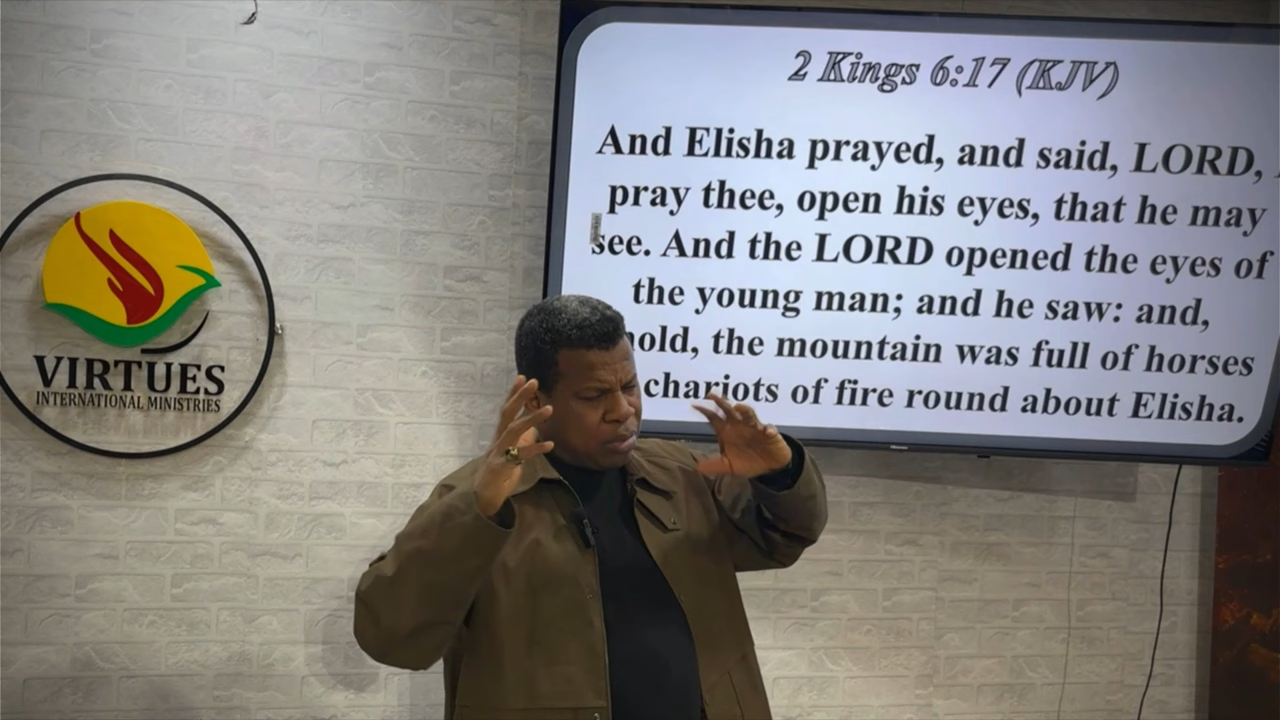 2 Kings 6:17 (KJV)
And Elisha prayed, and said, LORD,
pray thee, open his eyes, that he may
see. And the LORD opened the eyes of
the young man; and he saw: and,
hold, the mountain was full of horses
chariots of fire round about Elisha.
VIRTUES
INTERNATIONAL MINISTRIES